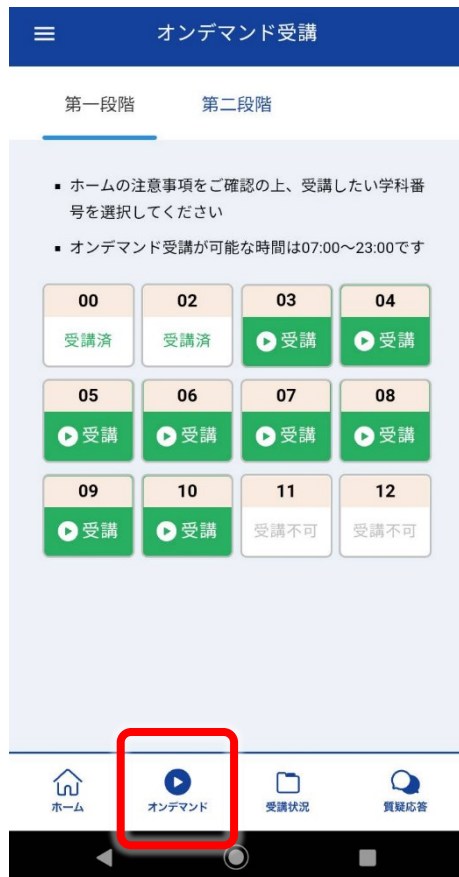 オンデマンド受講
第一段階 第二段階
▪ ホームの注意事項をご確認の上、受講したい学科番
号を選択してください
▪ オンデマンド受講が可能な時間は07:00～23:00です
00 02 03 04
受講済 受講済 受講 受講
05 06 07 08
受講 受講 受講 受講
09 10 11 12
受講 受講 受講不可 受講不可
ホーム オンデマンド 受講状況 質疑応答